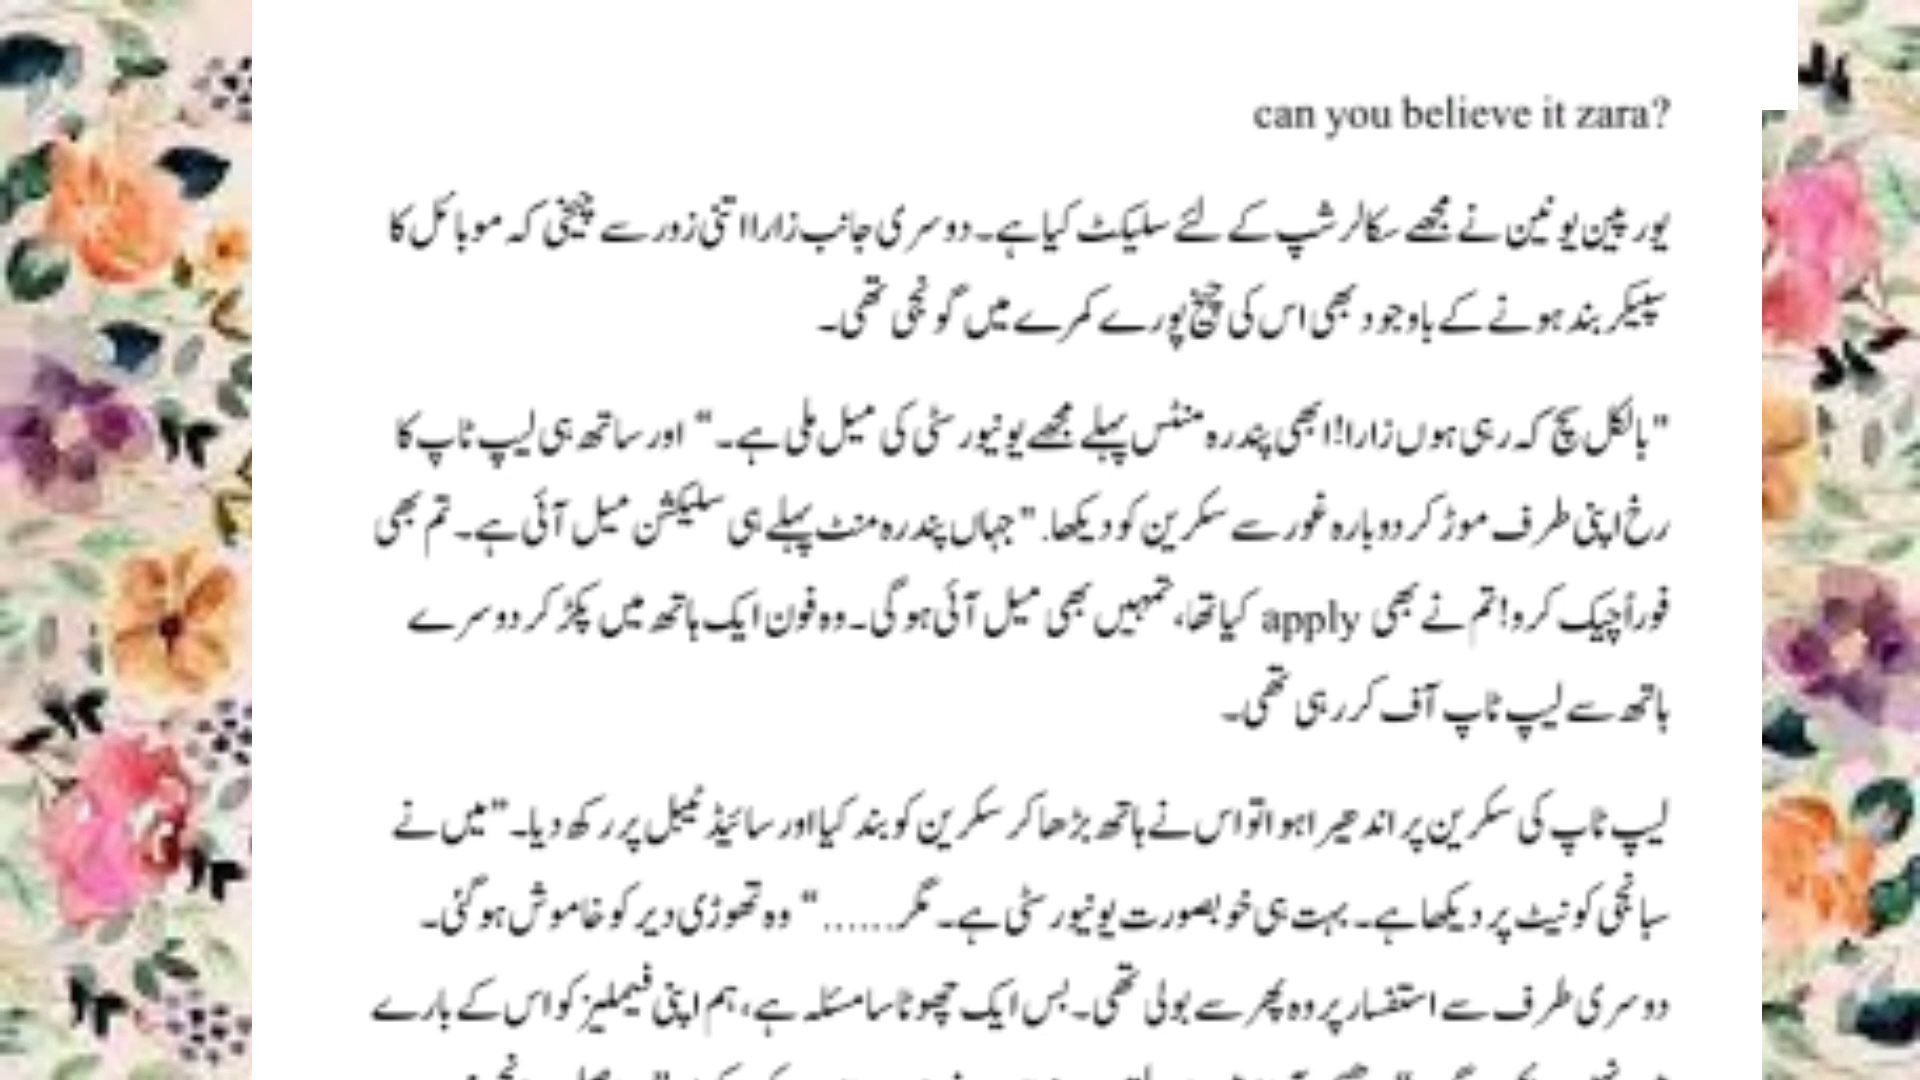 can you believe it zara?
یورپین یونین نے مجھے سکالرشپ کے لئے سلیکٹ کیا ہے۔ دوسری جانب زارا اتنی زور سے چیخی کہ موبائل کا
سپیکر بند ہونے کے باوجود بھی اس کی چیخ پورے کمرے میں گونجی تھی۔
"بالکل سچ کہ رہی ہوں زارا!ابھی پندرہ منٹس پہلے مجھے یونیورسٹی کی میل ملی ہے۔“ اور ساتھ ہی لیپ ٹاپ کا
رخ اپنی طرف موڑ کر دوبارہ غور سے سکرین کو دیکھا. "جہاں پندرہ منٹ پہلے ہی سلیکشن میل آئی ہے۔ تم بھی
فوراً چیک کرو! تم نے بھی apply کیا تھا، تمہیں بھی میل آئی ہو گی۔ وہ فون ایک ہاتھ میں پکڑ کر دوسرے
ہاتھ سے لیپ ٹاپ آف کر رہی تھی۔
لیپ ٹاپ کی سکرین پر اندھیرا ہوا تو اس نے ہاتھ بڑھا کر سکرین کو بند کیا اور سائیڈ ٹیبل پر رکھ دیا۔ "میں نے
سبانجی کو نیٹ پر دیکھا ہے۔ بہت ہی خوبصورت یونیورسٹی ہے۔ مگر......“ وہ تھوڑی دیر کو خاموش ہو گئی۔
دوسری طرف سے استفسار پر وہ پھر سے بولی تھی۔ بس ایک چھوٹا سا مسئلہ ہے، ہم اپنی فیملیز کو اس کے بارے